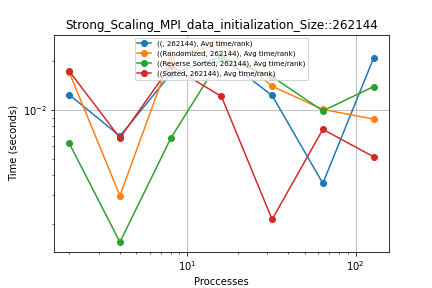 Strong_Scaling_MPI_data_initialization_Size::262144
((, 262144), Avg time/rank)
((Randomized, 262144), Avg time/rank)
((Reverse Sorted, 262144), Avg time/rank)
((Sorted, 262144), Avg time/rank)
10⁻²
Time (seconds)
10¹
10²
Proccesses